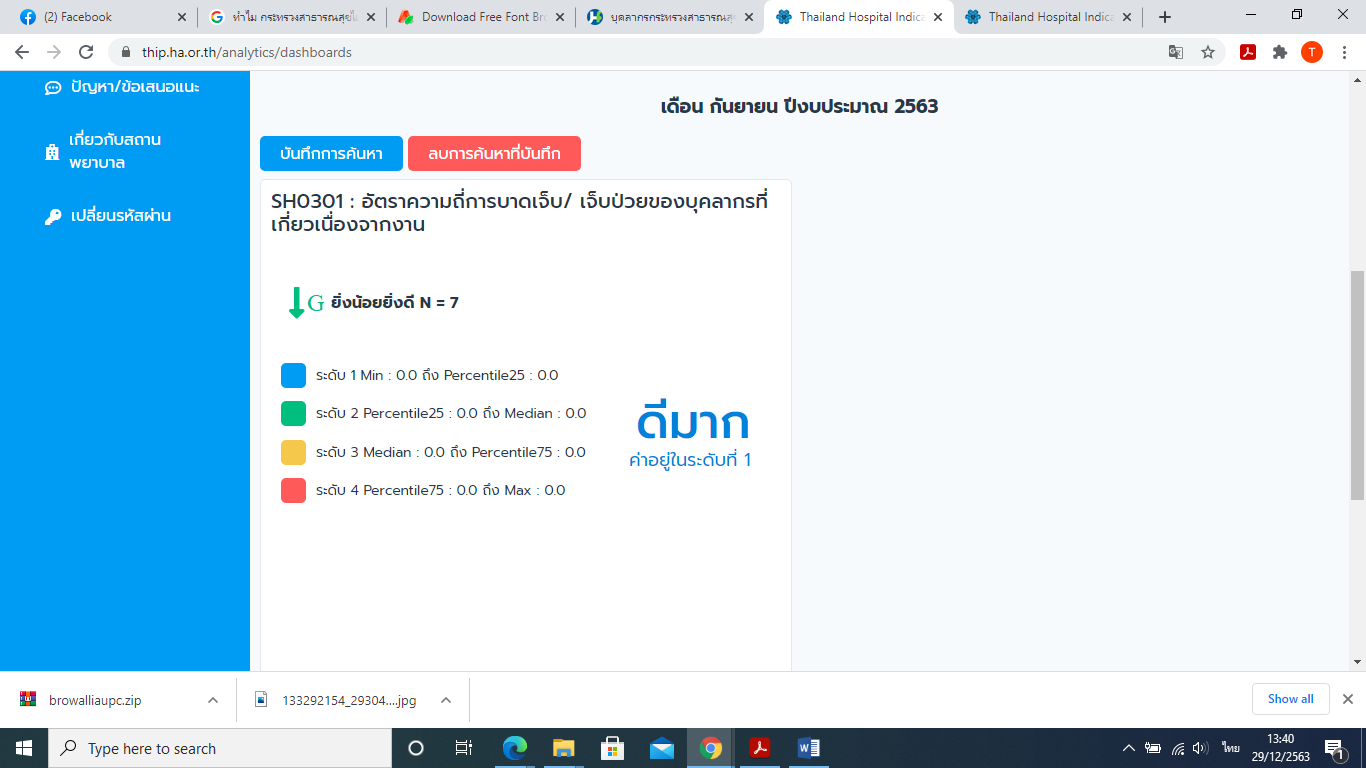 (2) Facebook
ทำไม กระทรวงสาธารณสุขไ
Download Free Font Bro
บุคลากรกระทรวงสาธารณสุ
Thailand Hospital Indica
Thailand Hospital Indica
thip.ha.or.th/analytics/dashboards
T
ปัญหา/ข้อเสนอแนะ
เกี่ยวกับสถาน
พยาบาล
เปลี่ยนรหัสผ่าน
เดือน กันยายน ปีงบประมาณ 2563
บันทึกการค้นหา
ลบการค้นหาที่บันทึก
SH0301 : อัตราความถี่การบาดเจ็บ/ เจ็บป่วยของบุคลากรที่
เกี่ยวเนื่องจากงาน
G ยิ่งน้อยยิ่งดี N = 7
ระดับ 1 Min : 0.0 ถึง Percentile25 : 0.0
ระดับ 2 Percentile25 : 0.0 ถึง Median : 0.0
ระดับ 3 Median : 0.0 ถึง Percentile75 : 0.0
ระดับ 4 Percentile75 : 0.0 ถึง Max : 0.0
ดีมาก
ค่าอยู่ในระดับที่ 1
browalliaupc.zip
133292154_29304....jpg
Show all
Type here to search
ไทย
13:40
29/12/2563
1